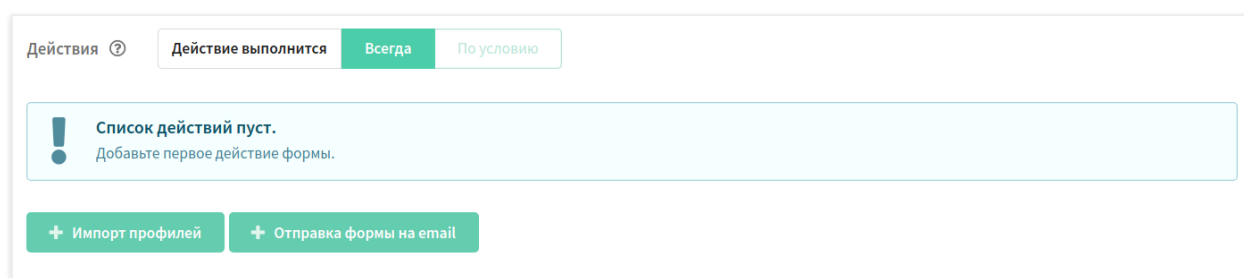 Действия ? Действие выполнится Всегда По условию
Список действий пуст.
Добавьте первое действие формы.
+ Импорт профилей + Отправка формы на email